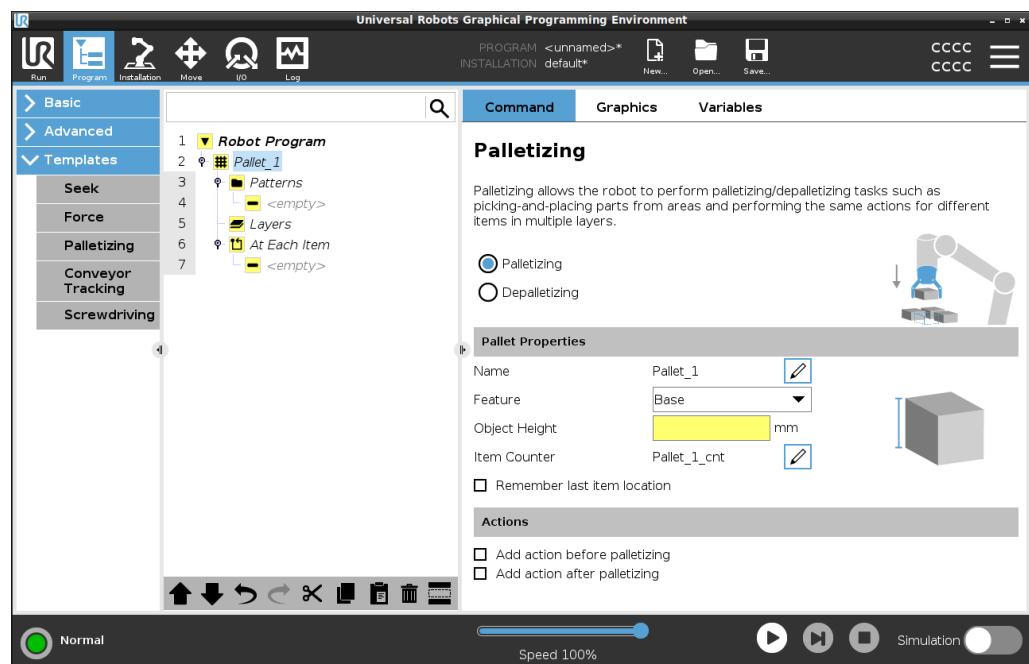 Universal Robots Graphical Programming Environment
UR
Run
Program
Installation
Move
I/O
Log
PROGRAM <unnamed>*
INSTALLATION default*
New...
Open...
Save...
CCCC
CCCC
Basic
Advanced
Templates
Seek
Force
Palletizing
Conveyor
Tracking
Screwdriving
1 Robot Program
2 Pallet_1
3 Patterns
4 <empty>
5 Layers
6 At Each Item
7 <empty>
Command Graphics Variables
Palletizing
Palletizing allows the robot to perform palletizing/depalletizing tasks such as
picking-and-placing parts from areas and performing the same actions for different
items in multiple layers.
Palletizing
Depalletizing
Pallet Properties
Name Pallet_1
Feature Base
Object Height mm
Item Counter Pallet_1_cnt
Remember last item location
Actions
Add action before palletizing
Add action after palletizing
Normal
Speed 100%
Simulation